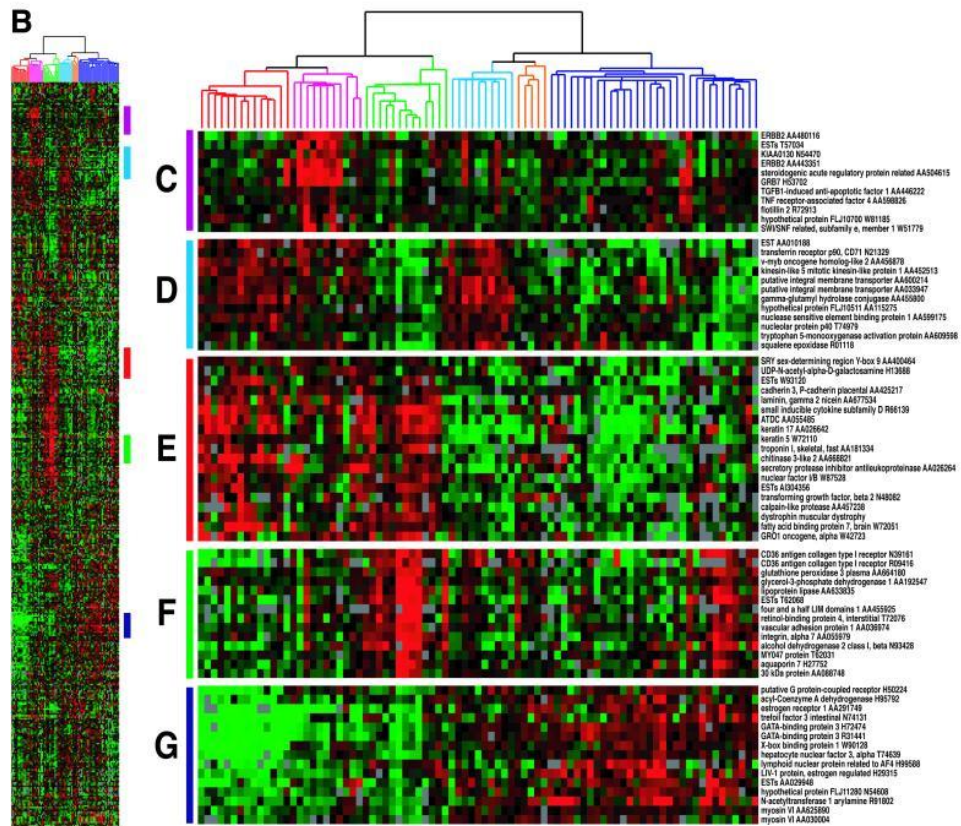 B
C
ERBB2 AA480116
ESTs T57034
KIAA0130 N54470
ERBB2 AA443351
steroidogenic acute regulatory protein related AA504615
GRB7 H53702
TGFB1-induced anti-apoptotic factor 1 AA446222
TNF receptor-associated factor 4 AA598826
flotillin 2 R72913
hypothetical protein FLJ10700 W81185
SWI/SNF related, subfamily e, member 1 W51779
D
EST AA010188
transferrin receptor p90, CD71 N21329
v-myb oncogene homolog-like 2 AA456878
kinesin-like 5 mitotic kinesin-like protein 1 AA452513
putative integral membrane transporter AA600214
putative integral membrane transporter AA033947
gamma-glutamyl hydrolase conjugase AA455800
hypothetical protein FLJ10511 AA115275
nuclease sensitive element binding protein 1 AA599175
nucleolar protein p40 T74979
tryptophan 5-monooxygenase activation protein AA609598
squalene epoxidase R01118
E
SRY sex-determining region Y-box 9 AA400464
UDP-N-acetyl-alpha-D-galactosamine H13688
ESTs W93120
cadherin 3, P-cadherin placental AA425217
laminin, gamma 2 nicein AA677534
small inducible cytokine subfamily D R66139
ATDC AA055485
keratin 17 AA026642
keratin 5 W72110
troponin I, skeletal, fast AA181334
chitinase 3-like 2 AA668821
secretory protease inhibitor antileukoproteinase AA026264
nuclear factor I/B W87528
ESTs AI304356
transforming growth factor, beta 2 N48082
calpain-like protease AA457238
dystrophin muscular dystrophy
fatty acid binding protein 7, brain W72051
GRO1 oncogene, alpha W42723
F
CD36 antigen collagen type I receptor N39161
CD36 antigen collagen type I receptor R09416
glutathione peroxidase 3 plasma AA664180
glycerol-3-phosphate dehydrogenase 1 AA192547
lipoprotein lipase AA633835
ESTs T62068
four and a half LIM domains 1 AA455925
retinol-binding protein 4, interstitial T72076
vascular adhesion protein 1 AA036974
integrin, alpha 7 AA055979
alcohol dehydrogenase 2 class I, beta N93428
MY047 protein T62031
aquaporin 7 H27752
30 kDa protein AA088748
G
putative G protein-coupled receptor H50224
acyl-Coenzyme A dehydrogenase H95792
estrogen receptor 1 AA291749
trefoil factor 3 intestinal N74131
GATA-binding protein 3 H72474
GATA-binding protein 3 R31441
X-box binding protein 1 W90128
hepatocyte nuclear factor 3, alpha T74639
lymphoid nuclear protein related to AF4 H99588
LIV-1 protein, estrogen regulated H29315
ESTs AA029948
hypothetical protein FLJ11280 N54608
N-acetyltransferase 1 arylamine R91802
myosin VI AA625890
myosin VI AA030004